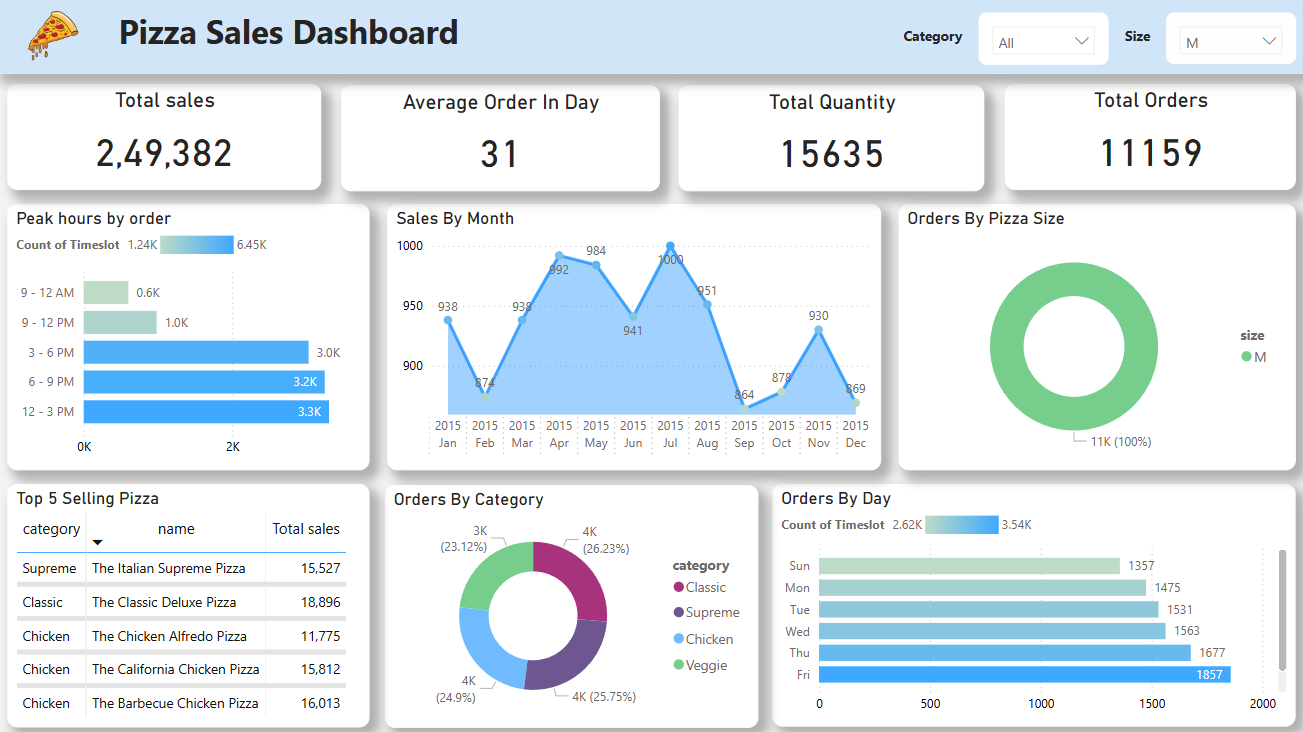 Pizza Sales Dashboard
Category
All
Size
M
Total sales
2,49,382
Average Order In Day
31
Total Quantity
15635
Total Orders
11159
Peak hours by order
Count of Timeslot 1.24K 6.45K
9 - 12 AM 0.6K
9 - 12 PM 1.0K
3 - 6 PM 3.0K
6 - 9 PM 3.2K
12 - 3 PM 3.3K
0K 2K
Sales By Month
1000
950
900
938
874
938
992
984
941
1000
951
864
878
930
869
2015 2015 2015 2015 2015 2015 2015 2015 2015 2015 2015 2015
Jan Feb Mar Apr May Jun Jul Aug Sep Oct Nov Dec
Orders By Pizza Size
size
M
11K (100%)
Top 5 Selling Pizza
category name Total sales
Supreme The Italian Supreme Pizza 15,527
Classic The Classic Deluxe Pizza 18,896
Chicken The Chicken Alfredo Pizza 11,775
Chicken The California Chicken Pizza 15,812
Chicken The Barbecue Chicken Pizza 16,013
Orders By Category
3K
(23.12%)
4K
(26.23%)
4K
(24.9%)
4K (25.75%)
category
Classic
Supreme
Chicken
Veggie
Orders By Day
Count of Timeslot 2.62K 3.54K
Sun 1357
Mon 1475
Tue 1531
Wed 1563
Thu 1677
Fri 1857
0 500 1000 1500 2000